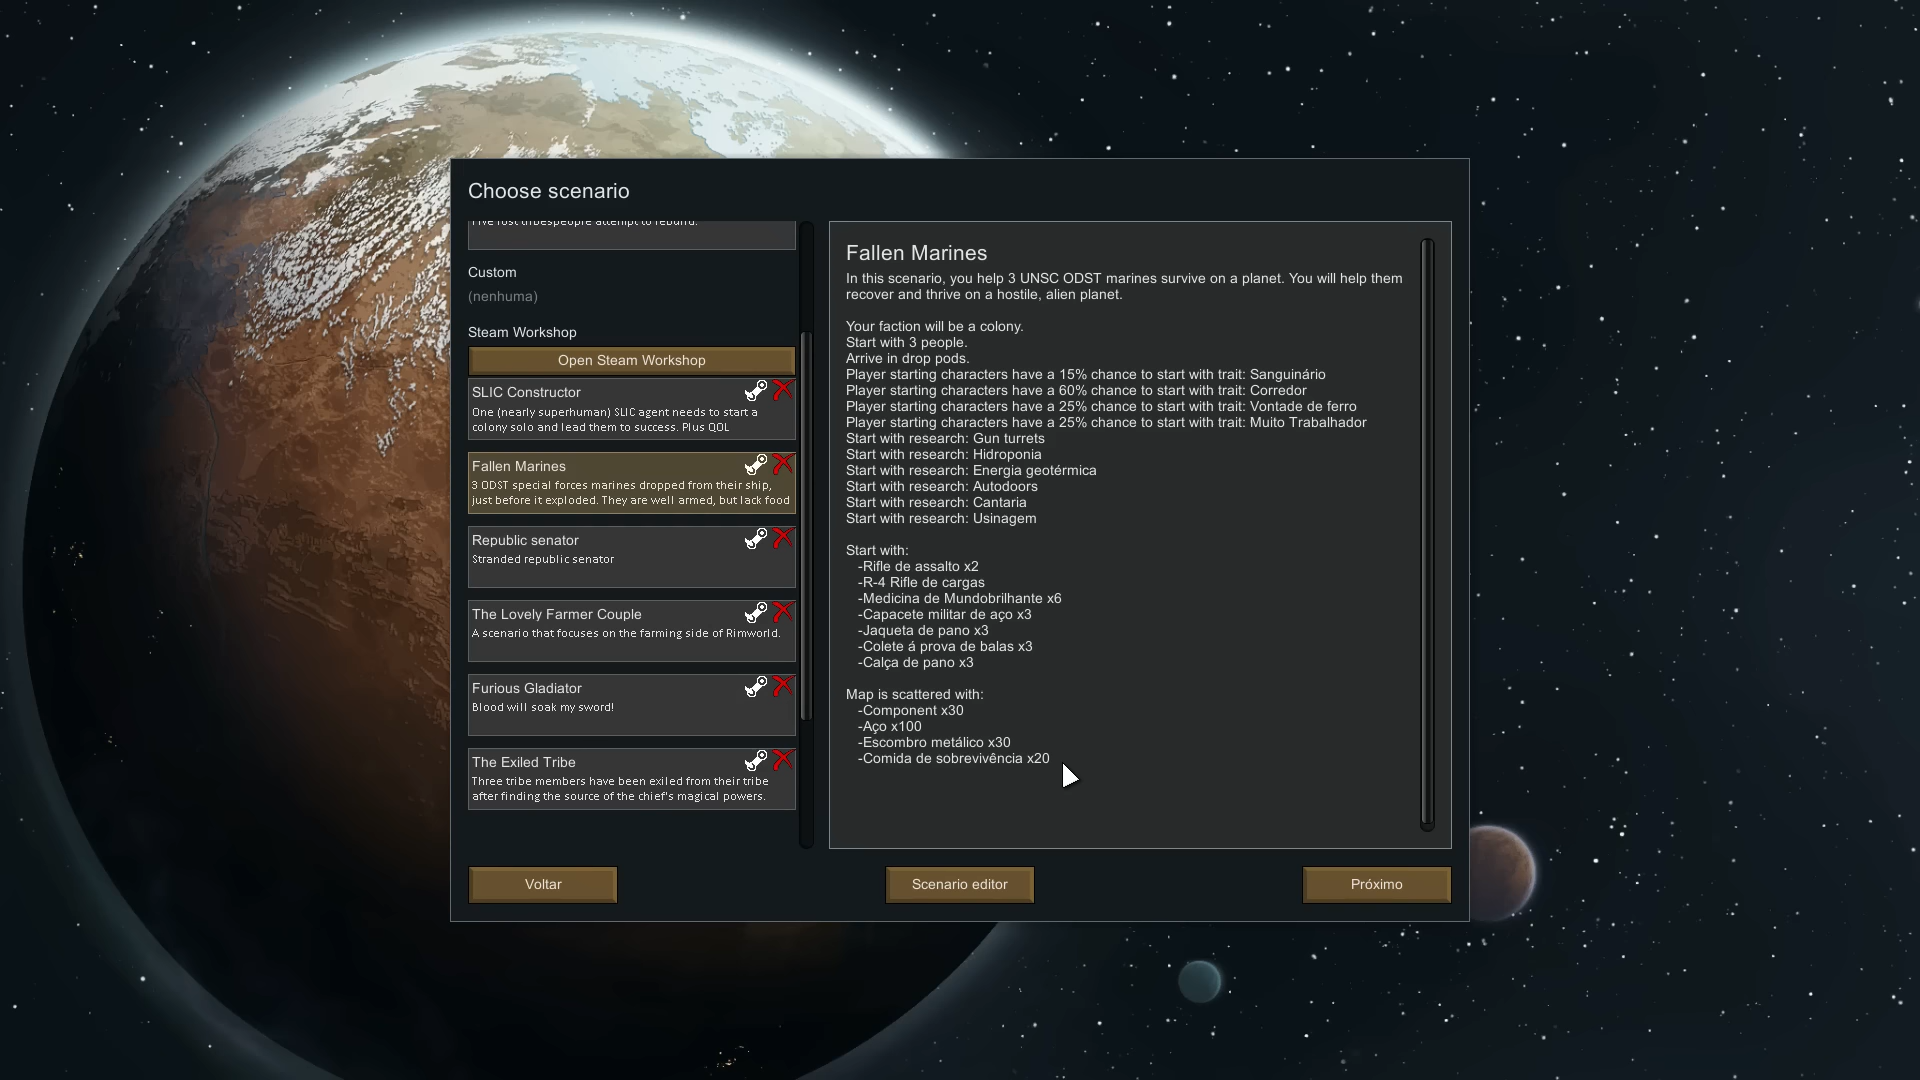 Choose scenario
Five lost tribespeople attempt to rebuild.
Custom
(nenhuma)
Steam Workshop
Open Steam Workshop
SLIC Constructor
One (nearly superhuman) SLIC agent needs to start a
colony solo and lead them to success. Plus QOL
Fallen Marines
3 ODST special forces marines dropped from their ship,
just before it exploded. They are well armed, but lack food
Republic senator
Stranded republic senator
The Lovely Farmer Couple
A scenario that focuses on the farming side of Rimworld.
Furious Gladiator
Blood will soak my sword!
The Exiled Tribe
Three tribe members have been exiled from their tribe
after finding the source of the chief's magical powers.
Fallen Marines
In this scenario, you help 3 UNSC ODST marines survive on a planet. You will help them
recover and thrive on a hostile, alien planet.
Your faction will be a colony.
Start with 3 people.
Arrive in drop pods.
Player starting characters have a 15% chance to start with trait: Sanguinário
Player starting characters have a 60% chance to start with trait: Corredor
Player starting characters have a 25% chance to start with trait: Vontade de ferro
Player starting characters have a 25% chance to start with trait: Muito Trabalhador
Start with research: Gun turrets
Start with research: Hidroponia
Start with research: Energia geotérmica
Start with research: Autodoors
Start with research: Cantaria
Start with research: Usinagem
Start with:
-Rifle de assalto x2
-R-4 Rifle de cargas
-Medicina de Mundobrilhante x6
-Capacete militar de aço x3
-Jaqueta de pano x3
-Colete á prova de balas x3
-Calça de pano x3
Map is scattered with:
-Component x30
-Aço x100
-Escombro metálico x30
-Comida de sobrevivência x20
Voltar
Scenario editor
Próximo